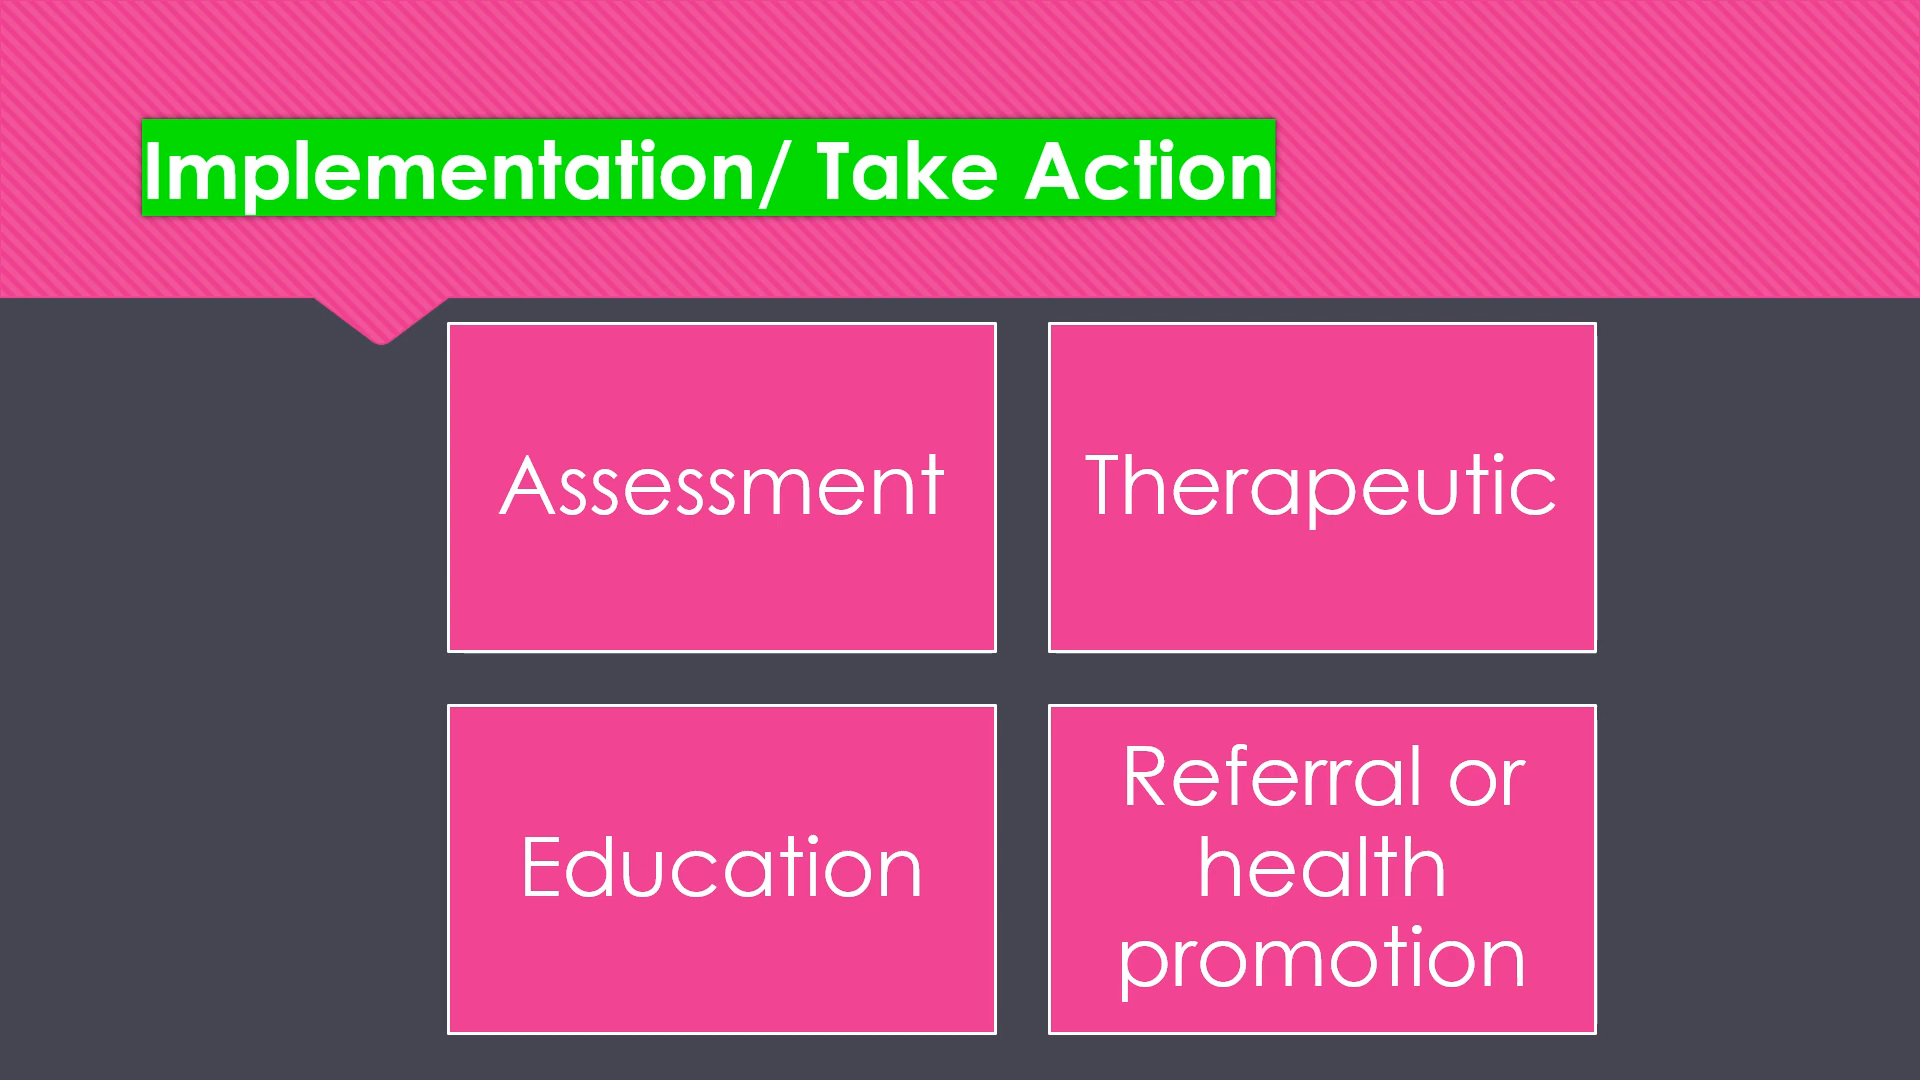 Implementation/ Take Action
Assessment
Therapeutic
Education
Referral or
health
promotion